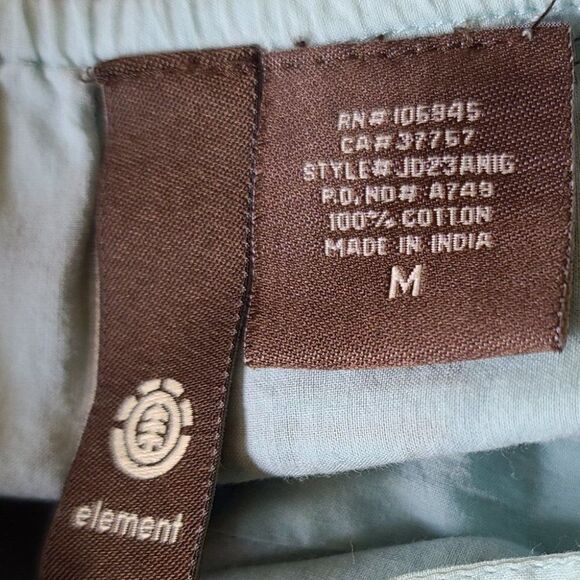 RN# 106945
CA# 37757
STYLE# JD23ANIG
P.O. NO# A749
100% COTTON
MADE IN INDIA
M
element